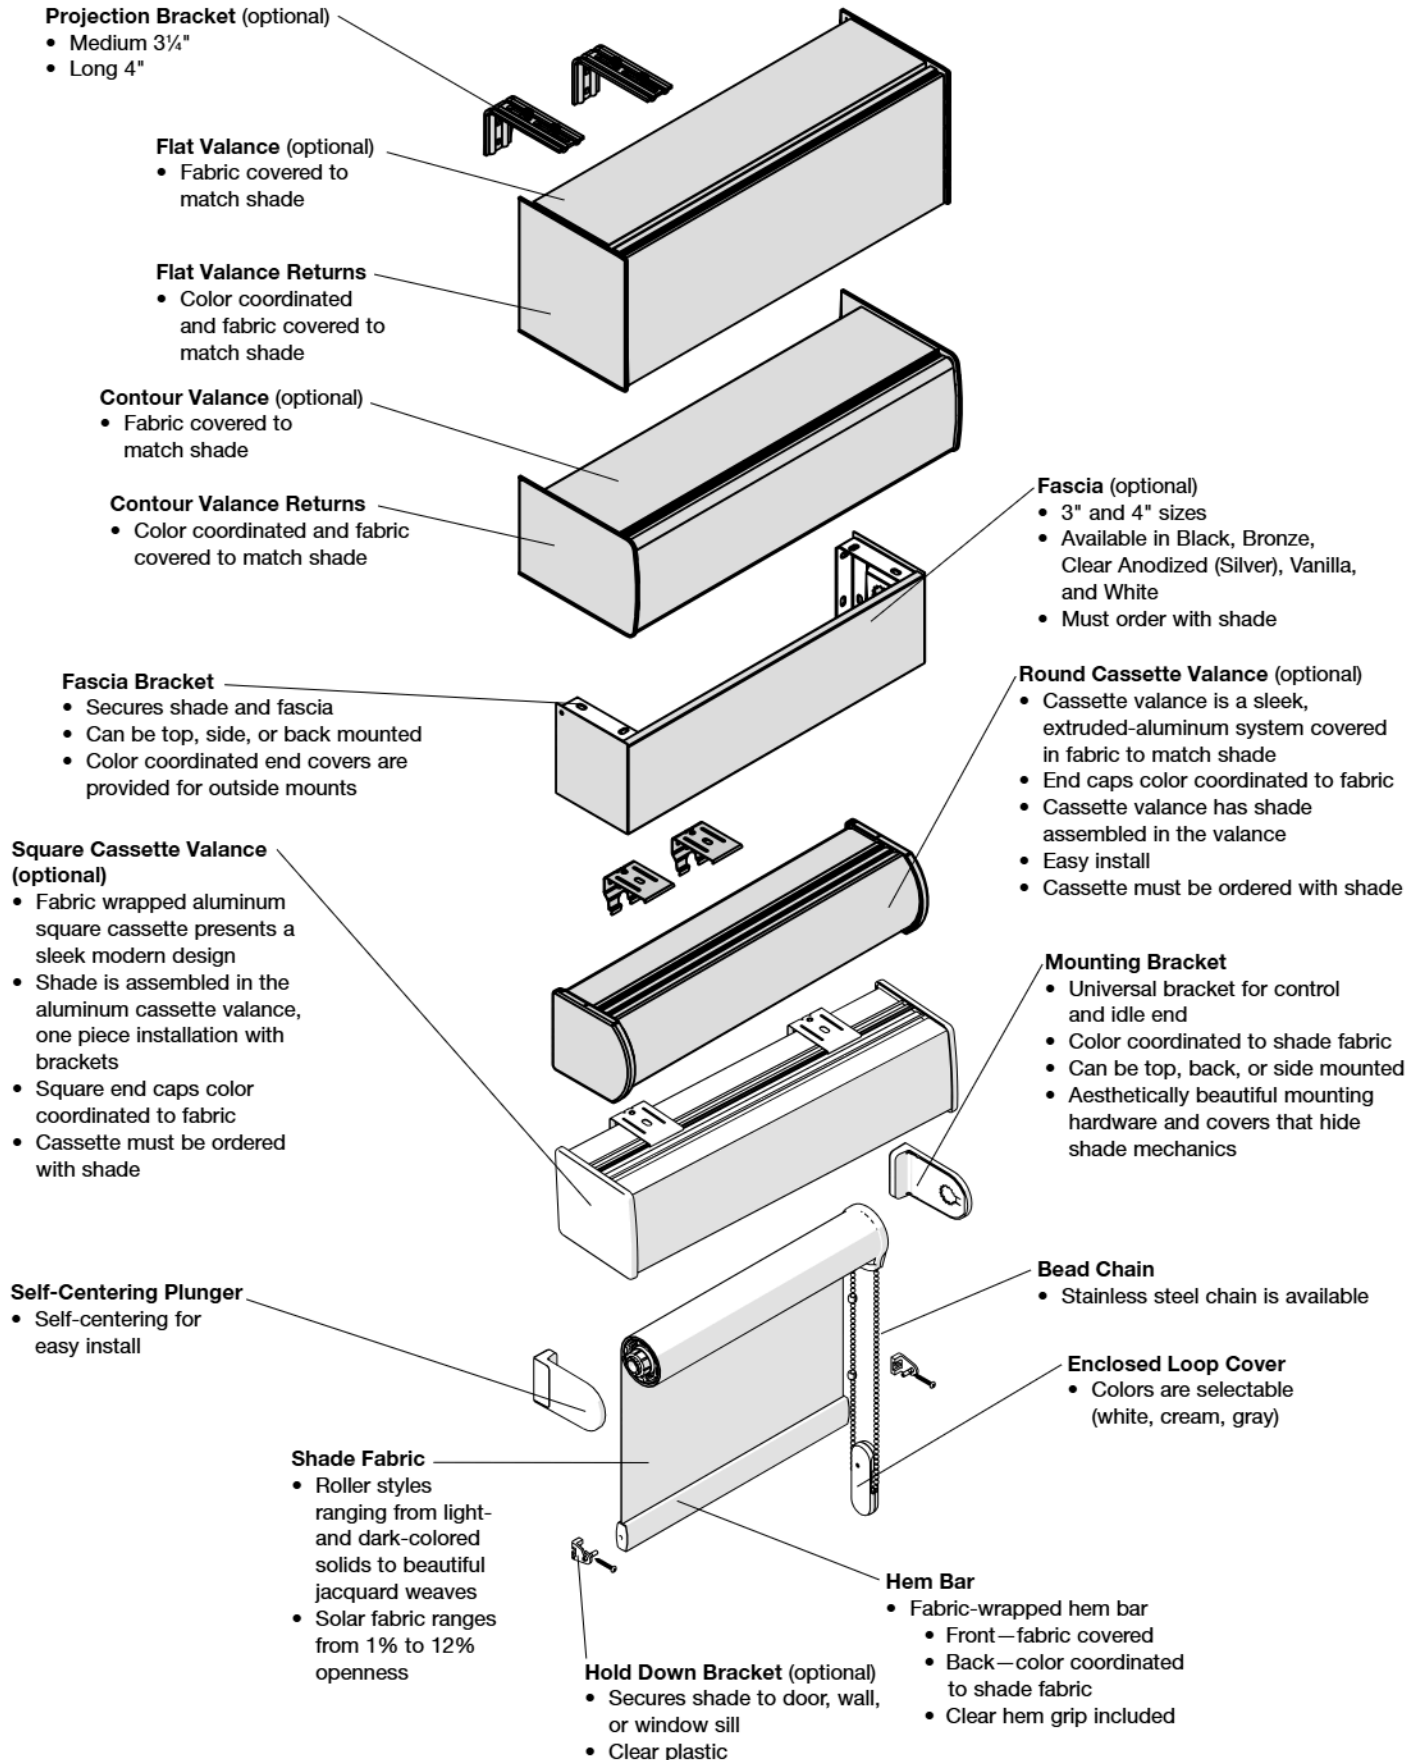 Projection Bracket (optional)
• Medium 3¼"
• Long 4"
Flat Valance (optional)
• Fabric covered to
match shade
Flat Valance Returns
• Color coordinated
and fabric covered to
match shade
Contour Valance (optional)
• Fabric covered to
match shade
Contour Valance Returns
• Color coordinated and fabric
covered to match shade
Fascia (optional)
• 3" and 4" sizes
• Available in Black, Bronze,
Clear Anodized (Silver), Vanilla,
and White
• Must order with shade
Fascia Bracket
• Secures shade and fascia
• Can be top, side, or back mounted
• Color coordinated end covers are
provided for outside mounts
Round Cassette Valance (optional)
• Cassette valance is a sleek,
extruded-aluminum system covered
in fabric to match shade
• End caps color coordinated to fabric
• Cassette valance has shade
assembled in the valance
• Easy install
• Cassette must be ordered with shade
Square Cassette Valance
(optional)
• Fabric wrapped aluminum
square cassette presents a
sleek modern design
• Shade is assembled in the
aluminum cassette valance,
one piece installation with
brackets
• Square end caps color
coordinated to fabric
• Cassette must be ordered
with shade
Mounting Bracket
• Universal bracket for control
and idle end
• Color coordinated to shade fabric
• Can be top, back, or side mounted
• Aesthetically beautiful mounting
hardware and covers that hide
shade mechanics
Self-Centering Plunger
• Self-centering for
easy install
Bead Chain
• Stainless steel chain is available
Enclosed Loop Cover
• Colors are selectable
(white, cream, gray)
Shade Fabric
• Roller styles
ranging from light-
and dark-colored
solids to beautiful
jacquard weaves
• Solar fabric ranges
from 1% to 12%
openness
Hem Bar
• Fabric-wrapped hem bar
• Front—fabric covered
• Back—color coordinated
to shade fabric
• Clear hem grip included
Hold Down Bracket (optional)
• Secures shade to door, wall,
or window sill
• Clear plastic